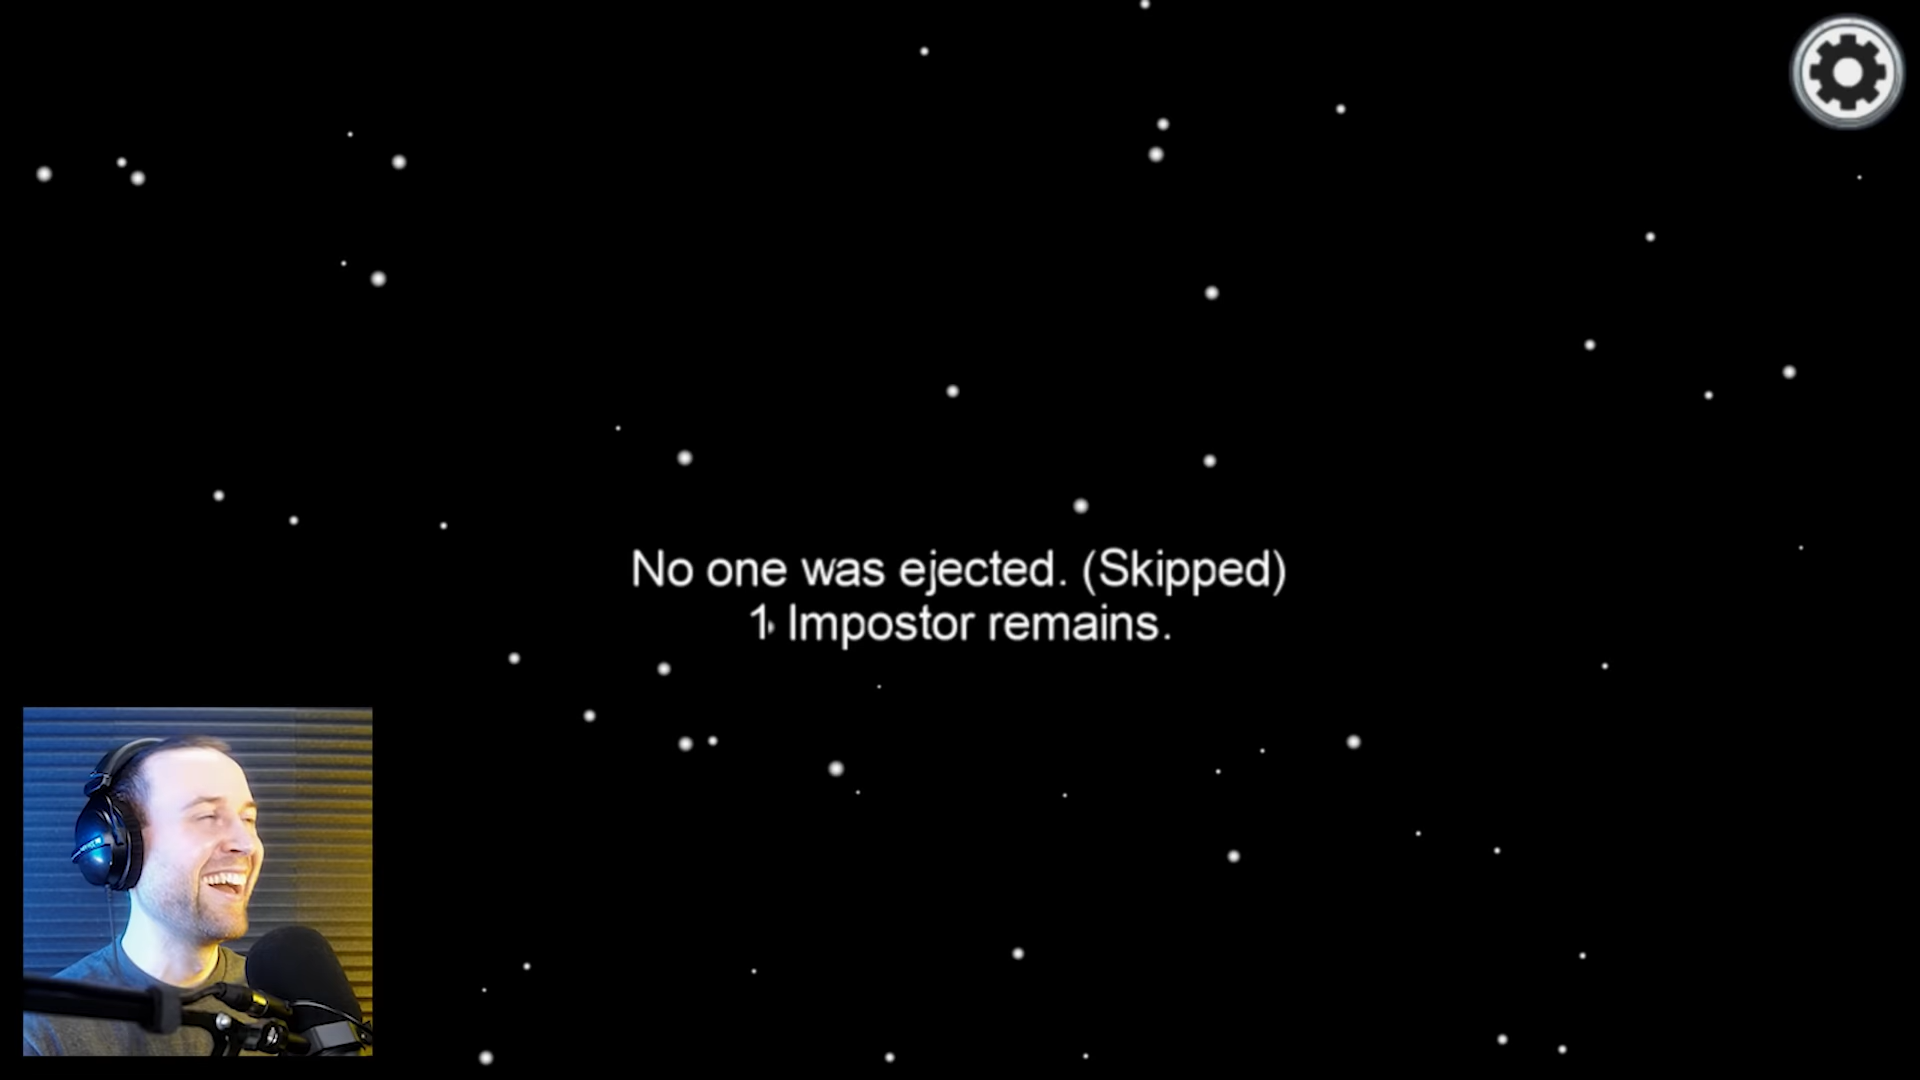 No one was ejected. (Skipped)
1 Impostor remains.